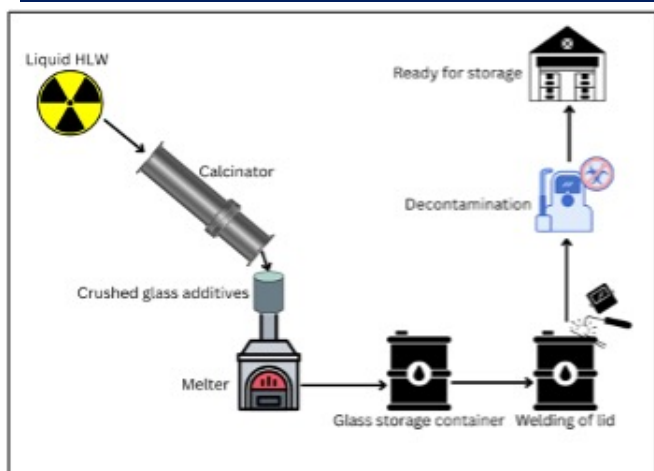 Liquid HLW
Calcinator
Crushed glass additives
Melter
Glass storage container
Welding of lid
Decontamination
Ready for storage